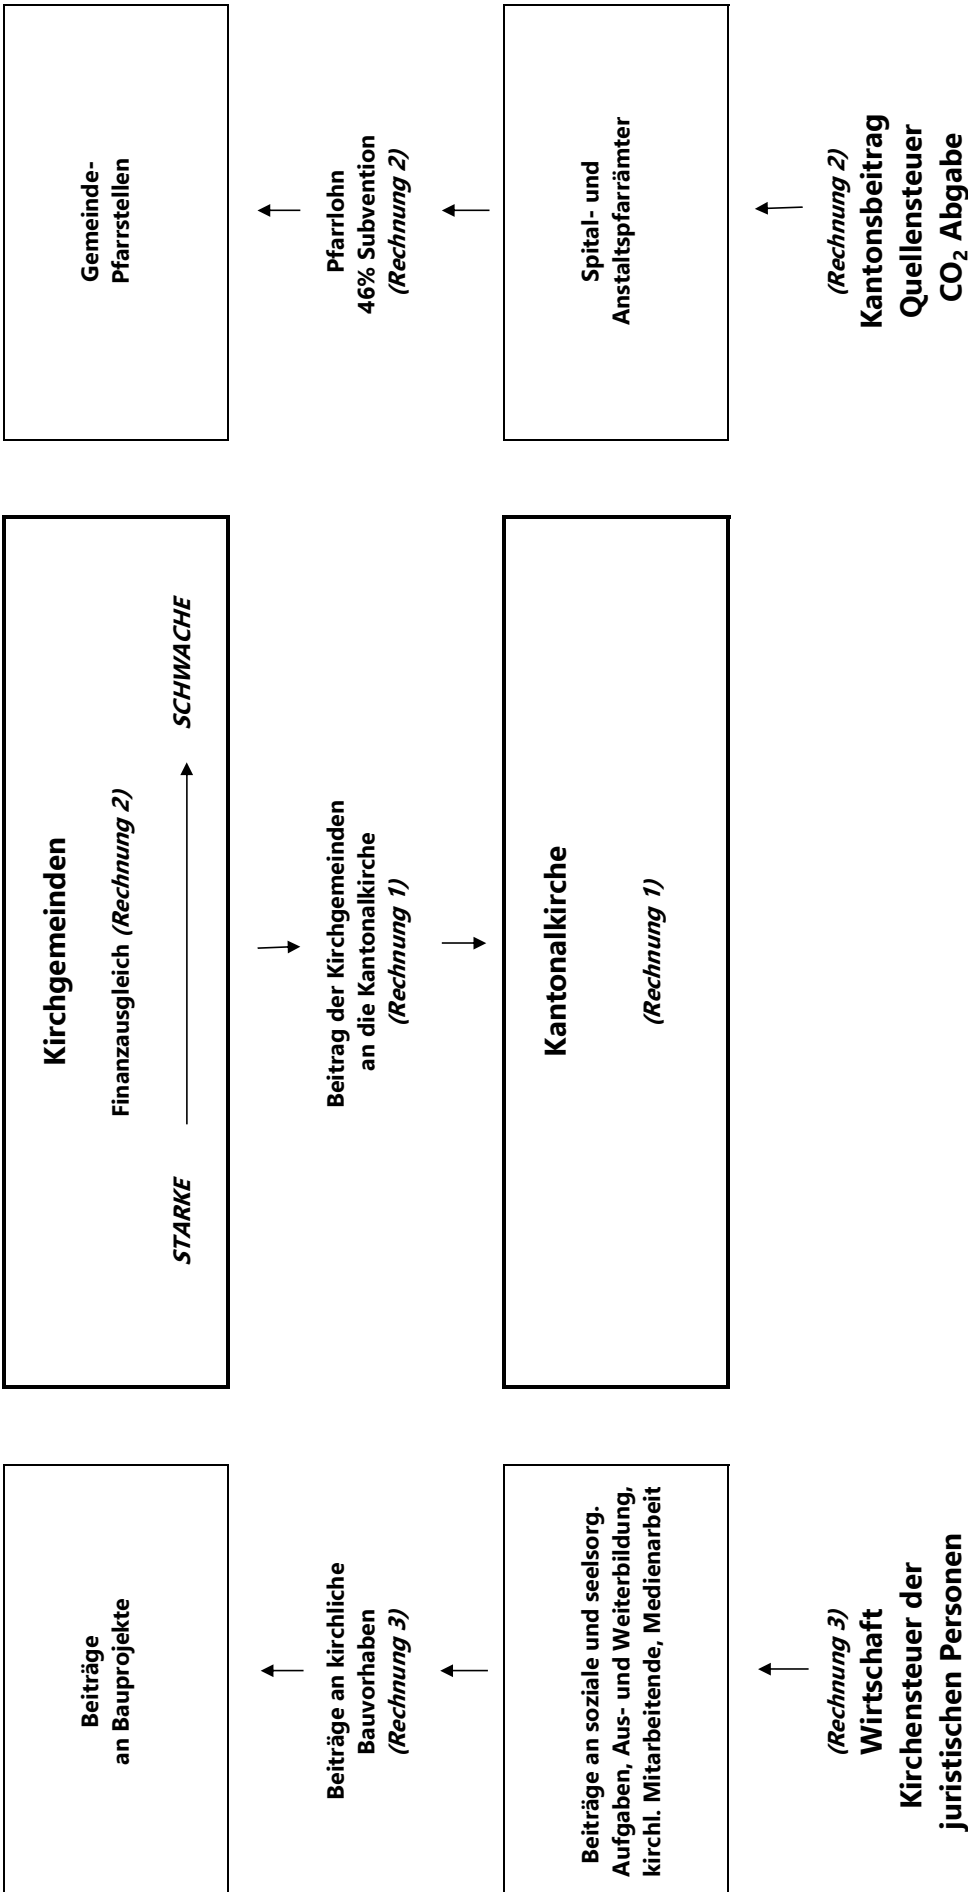 Beiträge
an Bauprojekte
Kirchgemeinden
Finanzausgleich (Rechnung 2)
STARKE
SCHWACHE
Gemeinde-
Pfarrstellen
Beiträge an kirchliche
Bauvorhaben
(Rechnung 3)
Beitrag der Kirchgemeinden
an die Kantonalkirche
(Rechnung 1)
Pfarrlohn
46% Subvention
(Rechnung 2)
Beiträge an soziale und seelsorg.
Aufgaben, Aus- und Weiterbildung,
kirchl. Mitarbeitende, Medienarbeit
Kantonalkirche
(Rechnung 1)
Spital- und
Anstaltspfarrämter
(Rechnung 3)
Wirtschaft
Kirchensteuer der
juristischen Personen
(Rechnung 2)
Kantonsbeitrag
Quellensteuer
CO₂ Abgabe